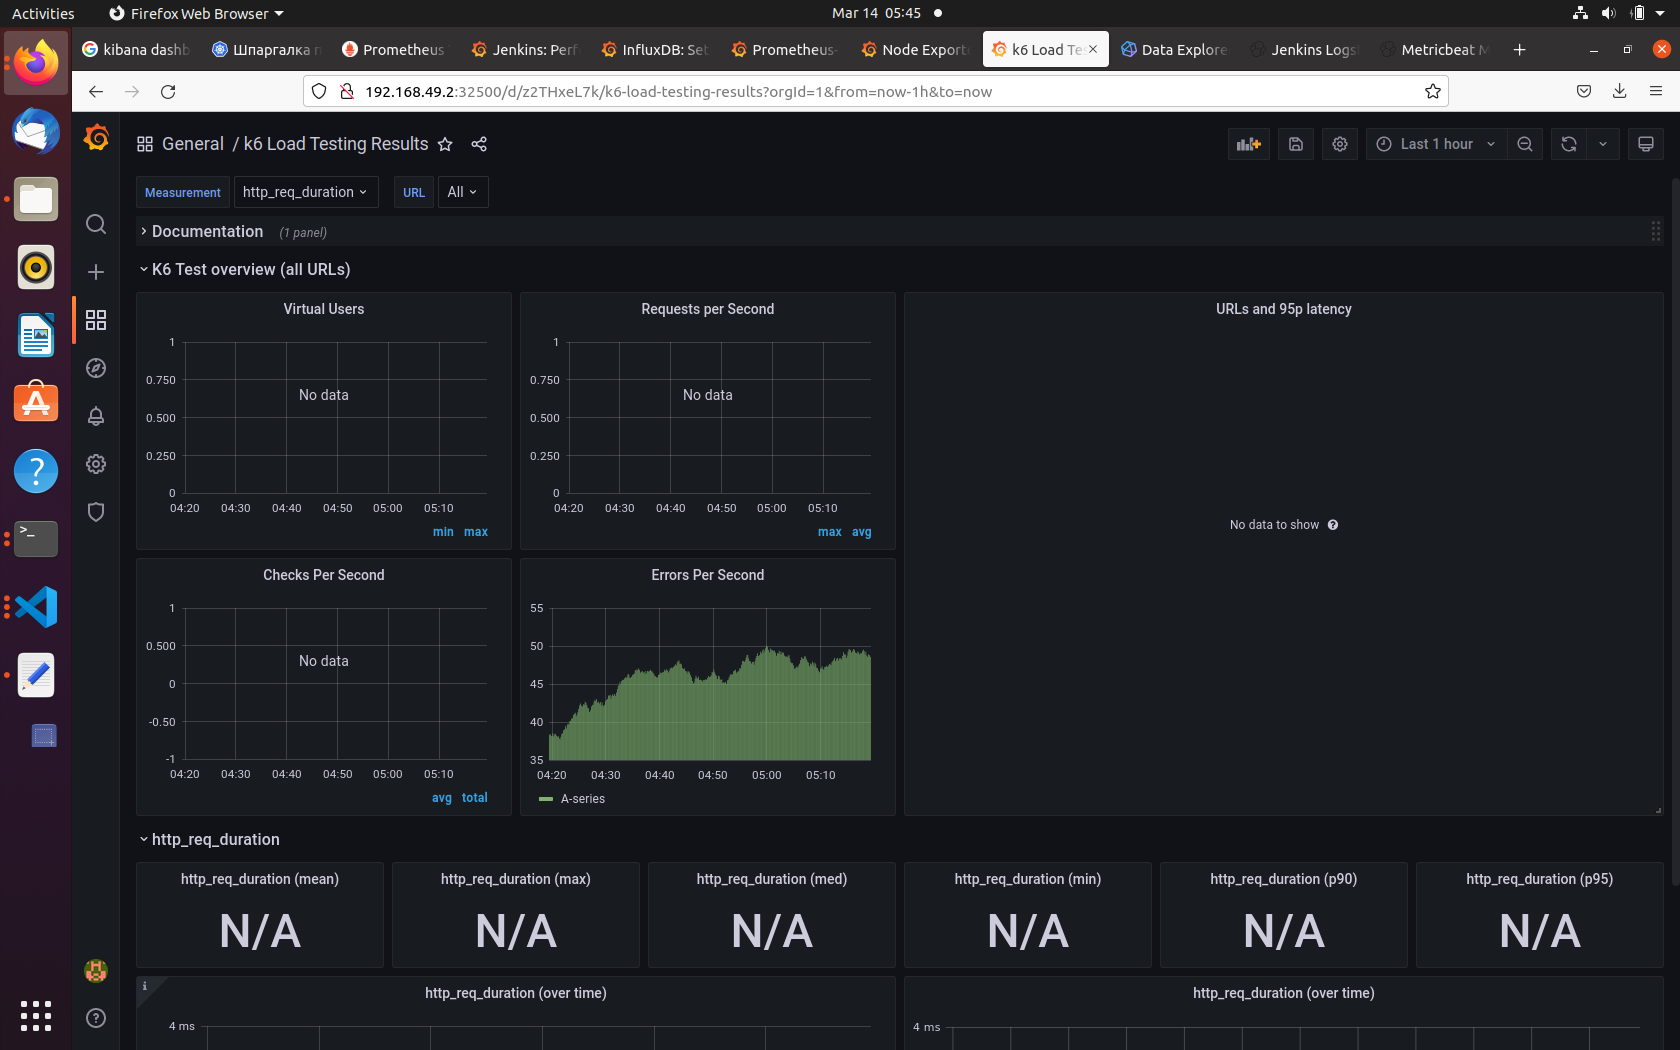 Activities
Firefox Web Browser
Mar 14 05:45
kibana dashb
Шпаргалка п
Prometheus
Jenkins: Perf
InfluxDB: Set
Prometheus-
Node Export
k6 Load Tes
Data Explore
Jenkins Logst
Metricbeat M
192.168.49.2:32500/d/z2THxeL7k/k6-load-testing-results?orgId=1&from=now-1h&to=now
General / k6 Load Testing Results
Last 1 hour
Measurement http_req_duration URL All
Documentation (1 panel)
K6 Test overview (all URLs)
Virtual Users
1
0.750
No data
0.500
0.250
0
04:20 04:30 04:40 04:50 05:00 05:10
min max
Requests per Second
1
0.750
No data
0.500
0.250
0
04:20 04:30 04:40 04:50 05:00 05:10
max avg
URLs and 95p latency
No data to show
Checks Per Second
1
0.500
No data
0
-0.50
-1
04:20 04:30 04:40 04:50 05:00 05:10
avg total
Errors Per Second
55
50
45
40
35
04:20 04:30 04:40 04:50 05:00 05:10
A-series
http_req_duration
http_req_duration (mean)
N/A
http_req_duration (max)
N/A
http_req_duration (med)
N/A
http_req_duration (min)
N/A
http_req_duration (p90)
N/A
http_req_duration (p95)
N/A
http_req_duration (over time)
4 ms
http_req_duration (over time)
4 ms